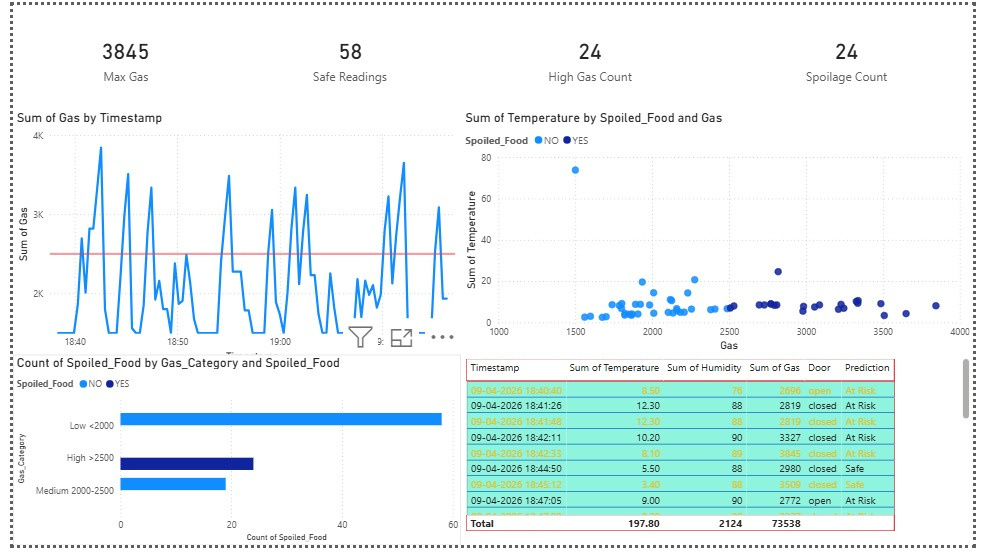 3845
Max Gas
58
Safe Readings
24
High Gas Count
24
Spoilage Count
Sum of Gas by Timestamp
4K
3K
2K
Sum of Gas
18:40
18:50
19:00
Sum of Temperature by Spoiled_Food and Gas
Spoiled_Food NO YES
80
60
40
20
0
Sum of Temperature
1000 1500 2000 2500 3000 3500 4000
Gas
Count of Spoiled_Food by Gas_Category and Spoiled_Food
Spoiled_Food NO YES
Gas_Category
Low <2000
High >2500
Medium 2000-2500
0 20 40 60
Count of Spoiled_Food
Timestamp Sum of Temperature Sum of Humidity Sum of Gas Door Prediction
09-04-2026 18:40:40 8.50 76 2696 open At Risk
09-04-2026 18:41:26 12.30 88 2819 closed At Risk
09-04-2026 18:41:48 12.30 88 2819 closed At Risk
09-04-2026 18:42:11 10.20 90 3327 closed At Risk
09-04-2026 18:42:33 8.10 89 3845 closed At Risk
09-04-2026 18:44:50 5.50 88 2980 closed Safe
09-04-2026 18:45:12 3.40 88 3509 closed Safe
09-04-2026 18:47:05 9.00 90 2772 open At Risk
Total 197.80 2124 73538